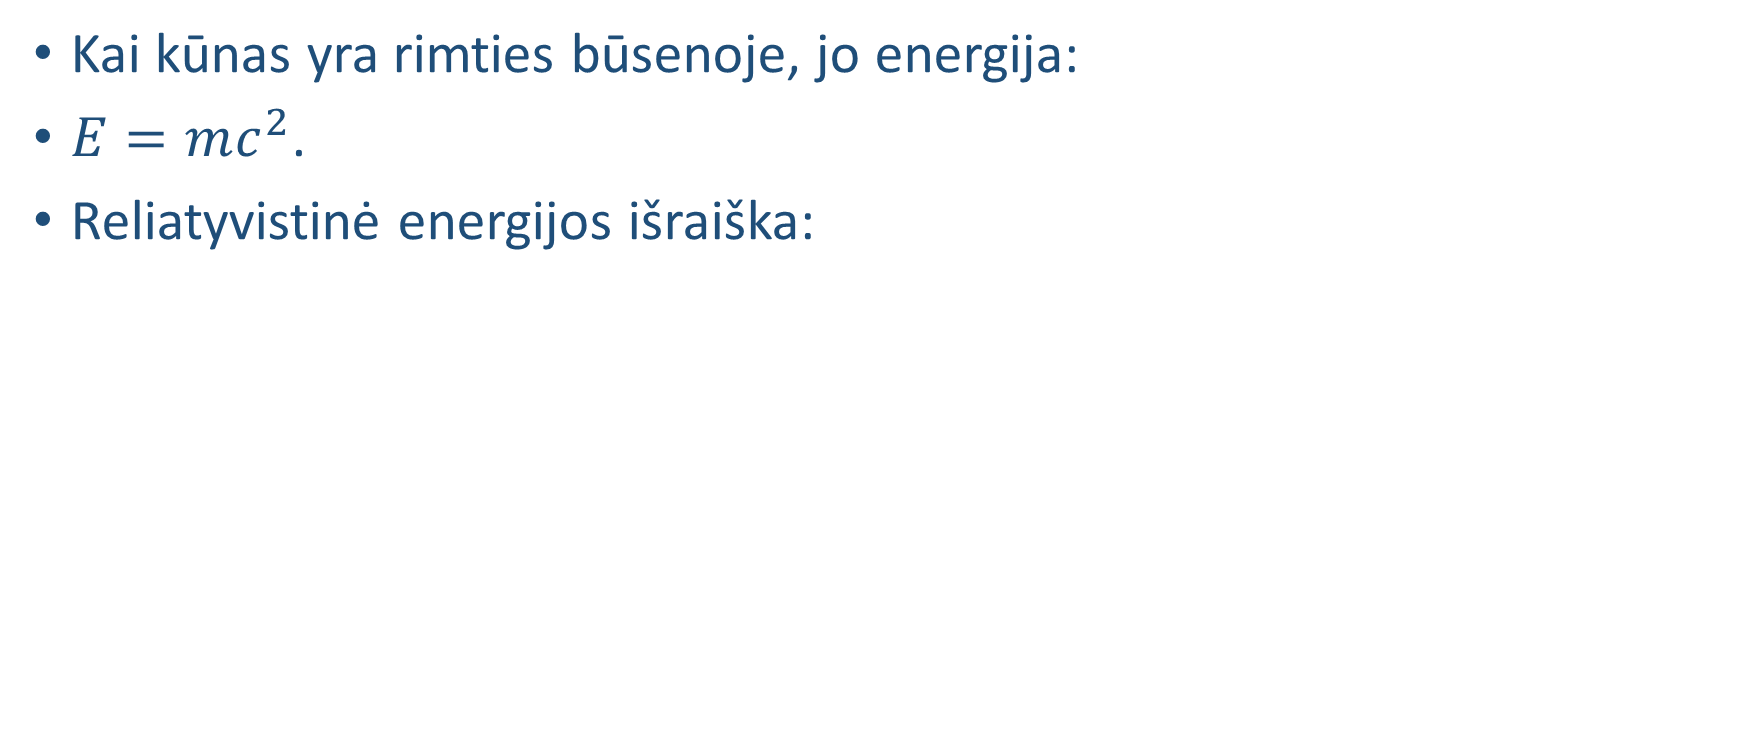 • Kai kūnas yra rimties būsenoje, jo energija:
• E = mc².
• Reliatyvistinė energijos išraiška: